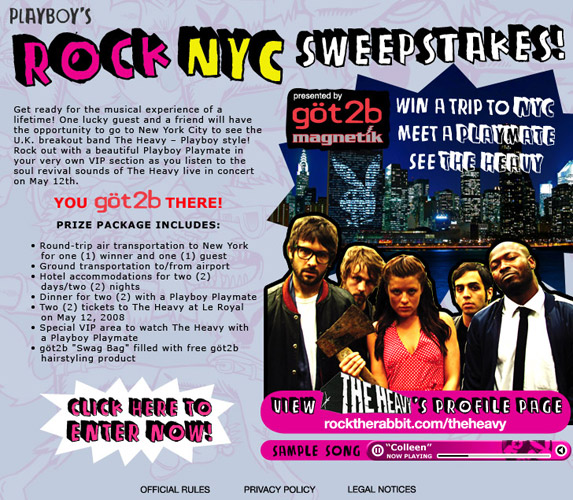 PLAYBOY'S
ROCK NYC SWEEPSTAKES!
Get ready for the musical experience of a
lifetime! One lucky guest and a friend will have
the opportunity to go to New York City to see the
U.K. breakout band The Heavy – Playboy style!
Rock out with a beautiful Playboy Playmate in
your very own VIP section as you listen to the
soul revival sounds of The Heavy live in concert
on May 12th.
YOU göt2b THERE!
PRIZE PACKAGE INCLUDES:
• Round-trip air transportation to New York
for one (1) winner and one (1) guest
• Ground transportation to/from airport
• Hotel accommodations for two (2)
days/two (2) nights
• Dinner for two (2) with a Playboy Playmate
• Two (2) tickets to The Heavy at Le Royal
on May 12, 2008
• Special VIP area to watch The Heavy with
a Playboy Playmate
• göt2b "Swag Bag" filled with free göt2b
hairstyling product
CLICK HERE TO
ENTER NOW!
presented by
göt2b
magnetik
WIN A TRIP TO NYC
MEET A PLAYMATE
SEE THE HEAVY
VIEW THE HEAVY'S PROFILE PAGE
rocktherabbit.com/theheavy
SAMPLE SONG
"Colleen"
NOW PLAYING
OFFICIAL RULES
PRIVACY POLICY
LEGAL NOTICES